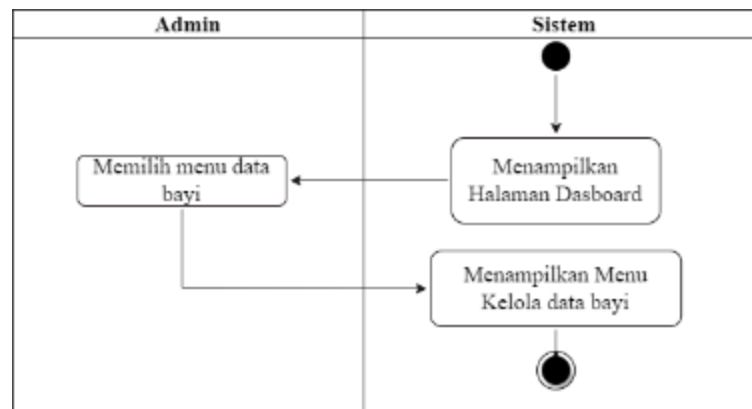 Admin
Sistem
Menampilkan
Halaman Dasboard
Memilih menu data
bayi
Menampilkan Menu
Kelola data bayi